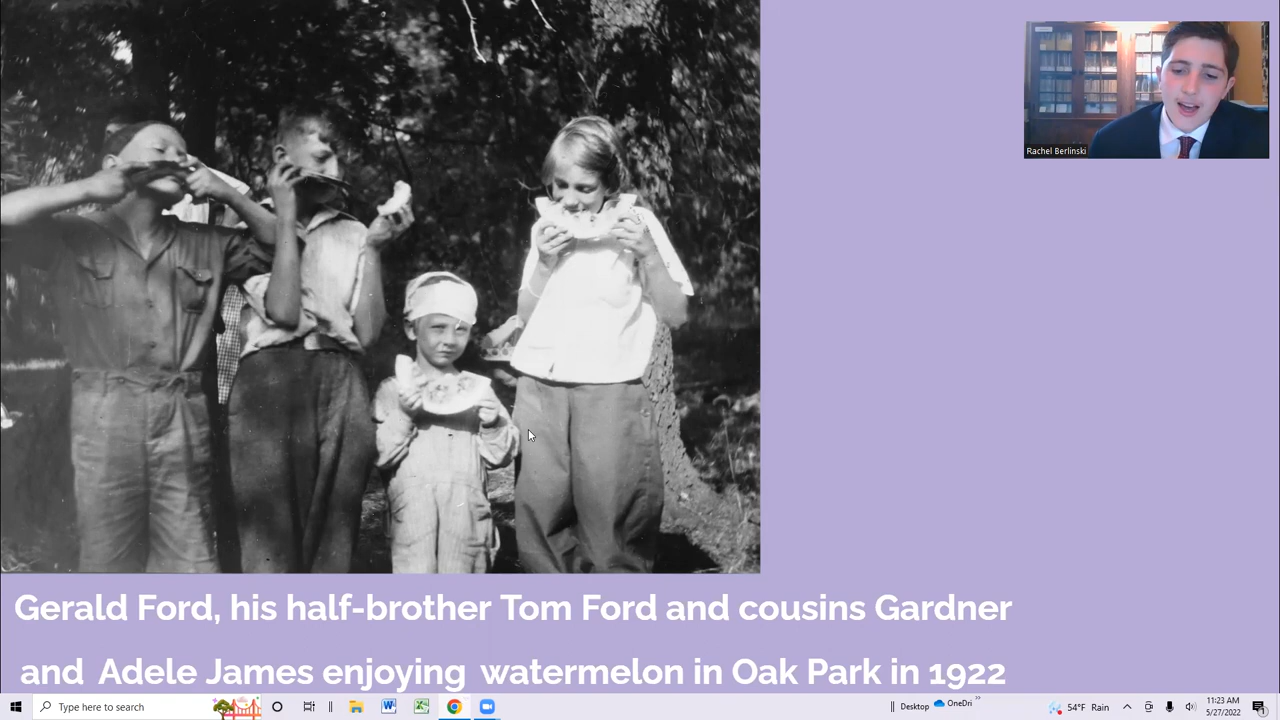 Rachel Berlinski
Gerald Ford, his half-brother Tom Ford and cousins Gardner
and Adele James enjoying watermelon in Oak Park in 1922
Type here to search
Desktop
OneDri
54°F Rain
11:23 AM
5/27/2022